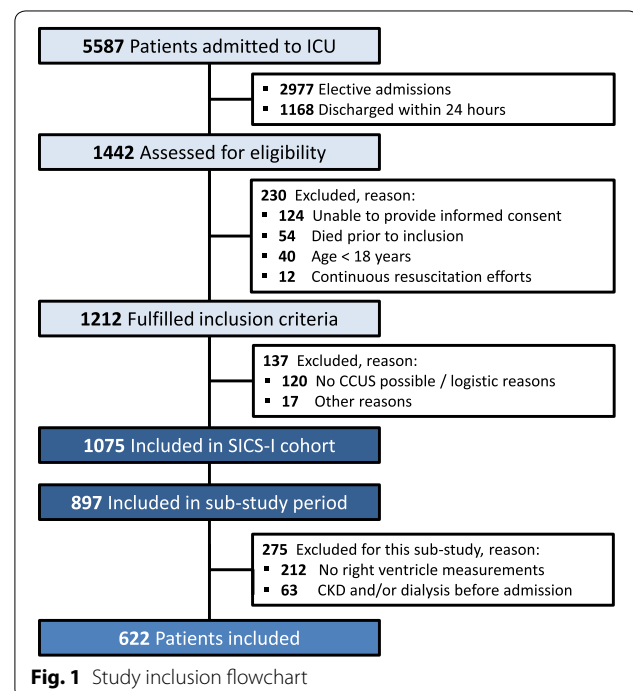 5587 Patients admitted to ICU
▪ 2977 Elective admissions
▪ 1168 Discharged within 24 hours
1442 Assessed for eligibility
230 Excluded, reason:
▪ 124 Unable to provide informed consent
▪ 54 Died prior to inclusion
▪ 40 Age < 18 years
▪ 12 Continuous resuscitation efforts
1212 Fulfilled inclusion criteria
137 Excluded, reason:
▪ 120 No CCUS possible / logistic reasons
▪ 17 Other reasons
1075 Included in SICS-I cohort
897 Included in sub-study period
275 Excluded for this sub-study, reason:
▪ 212 No right ventricle measurements
▪ 63 CKD and/or dialysis before admission
622 Patients included
Fig. 1 Study inclusion flowchart